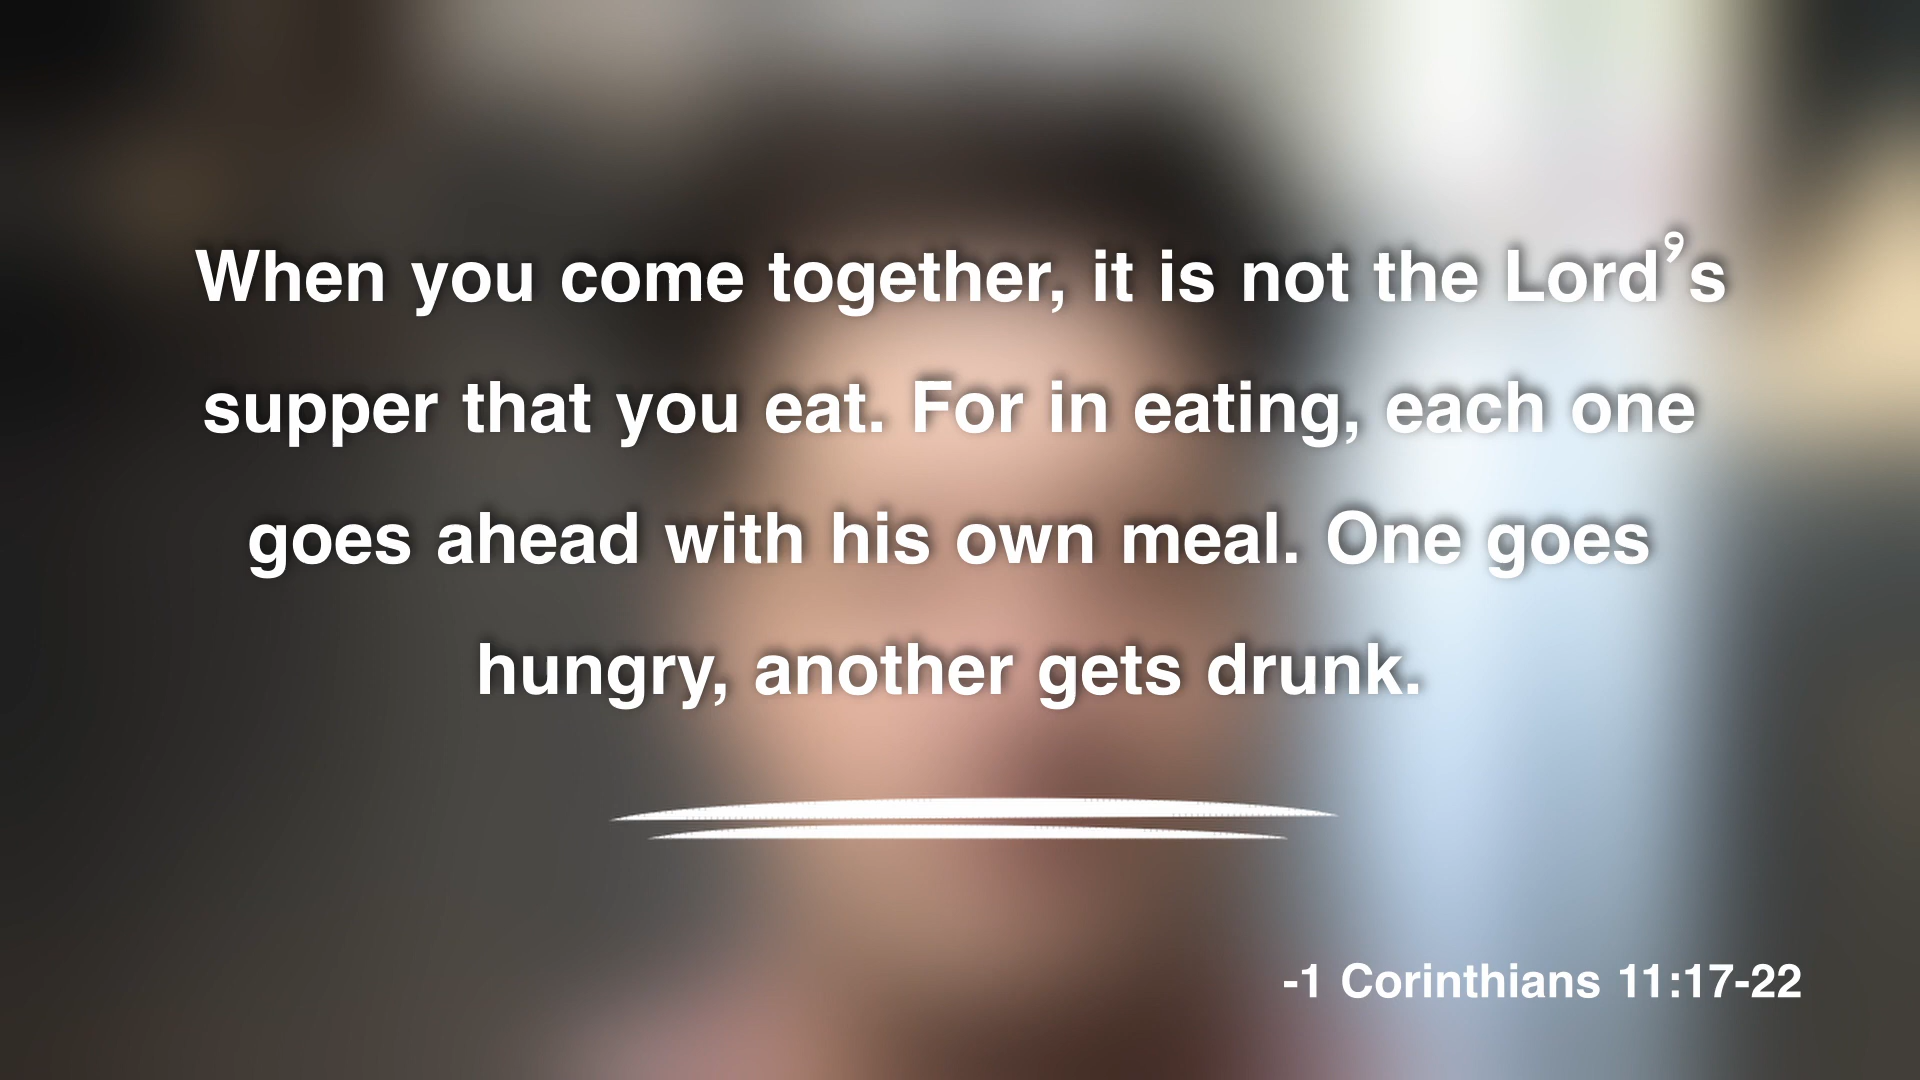 When you come together, it is not the Lord’s
supper that you eat. For in eating, each one
goes ahead with his own meal. One goes
hungry, another gets drunk.
-1 Corinthians 11:17-22